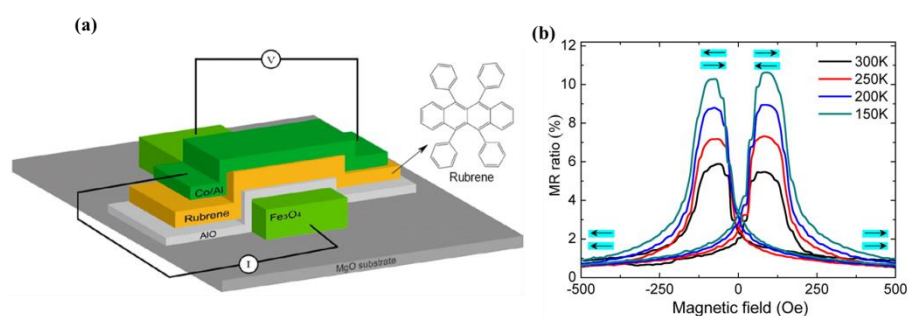 (a)
V
Co/Al
Rubrene
AlO
Fe₃O₄
I
MgO substrate
Rubrene
(b)
MR ratio (%)
12
10
8
6
4
2
0
300K
250K
200K
150K
-500
-250
0
250
500
Magnetic field (Oe)